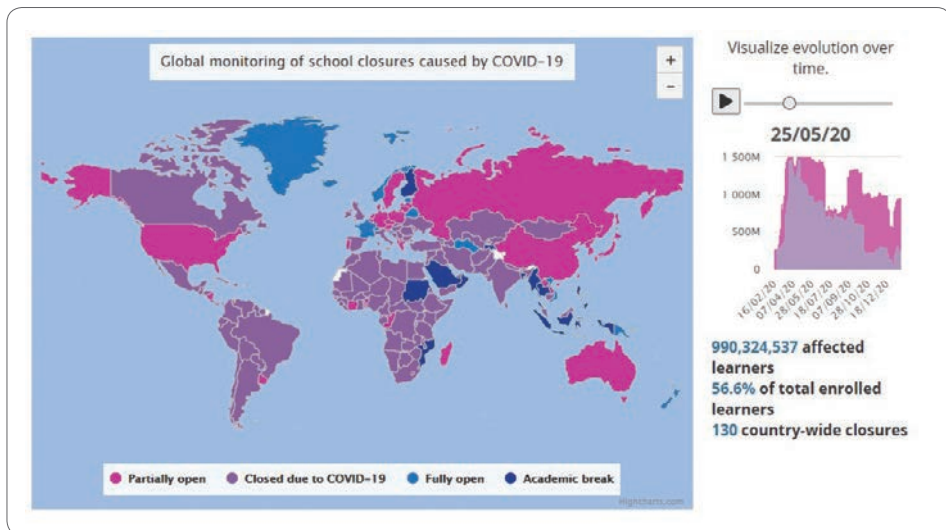 Global monitoring of school closures caused by COVID-19
+
−
Partially open
Closed due to COVID-19
Fully open
Academic break
Highcharts.com
Visualize evolution over
time.
25/05/20
1 500M
1 000M
500M
0
16/02/20
07/04/20
28/05/20
18/07/20
07/09/20
28/10/20
18/12/20
990,324,537 affected
learners
56.6% of total enrolled
learners
130 country-wide closures